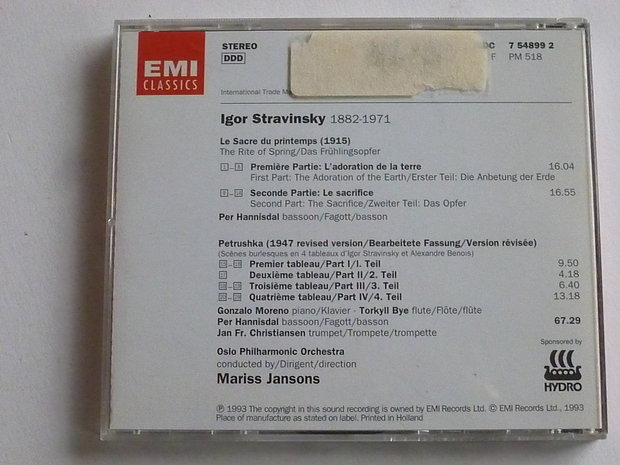 EMI
CLASSICS
STEREO
DDD
DC 7 54899 2
F PM 518
International Trade
Igor Stravinsky 1882-1971
Le Sacre du printemps (1915)
The Rite of Spring/Das Frühlingsopfer
Première Partie: L'adoration de la terre 16.04
First Part: The Adoration of the Earth/Erster Teil: Die Anbetung der Erde
Seconde Partie: Le sacrifice 16.55
Second Part: The Sacrifice/Zweiter Teil: Das Opfer
Per Hannisdal bassoon/Fagott/basson
Petrushka (1947 revised version/Bearbeitete Fassung/Version révisée)
(Scènes burlesques en 4 tableaux d'Igor Stravinsky et Alexandre Benois)
Premier tableau/Part I/I. Teil 9.50
Deuxième tableau/Part II/2. Teil 4.18
Troisième tableau/Part III/3. Teil 6.40
Quatrième tableau/Part IV/4. Teil 13.18
Gonzalo Moreno piano/Klavier - Torkyll Bye flute/Flöte/flûte
Per Hannisdal bassoon/Fagott/basson 67.29
Jan Fr. Christiansen trumpet/Trompete/trompette
Oslo Philharmonic Orchestra
conducted by/Dirigent/direction
Mariss Jansons
Sponsored by
HYDRO
℗ 1993 The copyright in this sound recording is owned by EMI Records Ltd. © EMI Records Ltd., 1993
Place of manufacture as stated on label. Printed in Holland